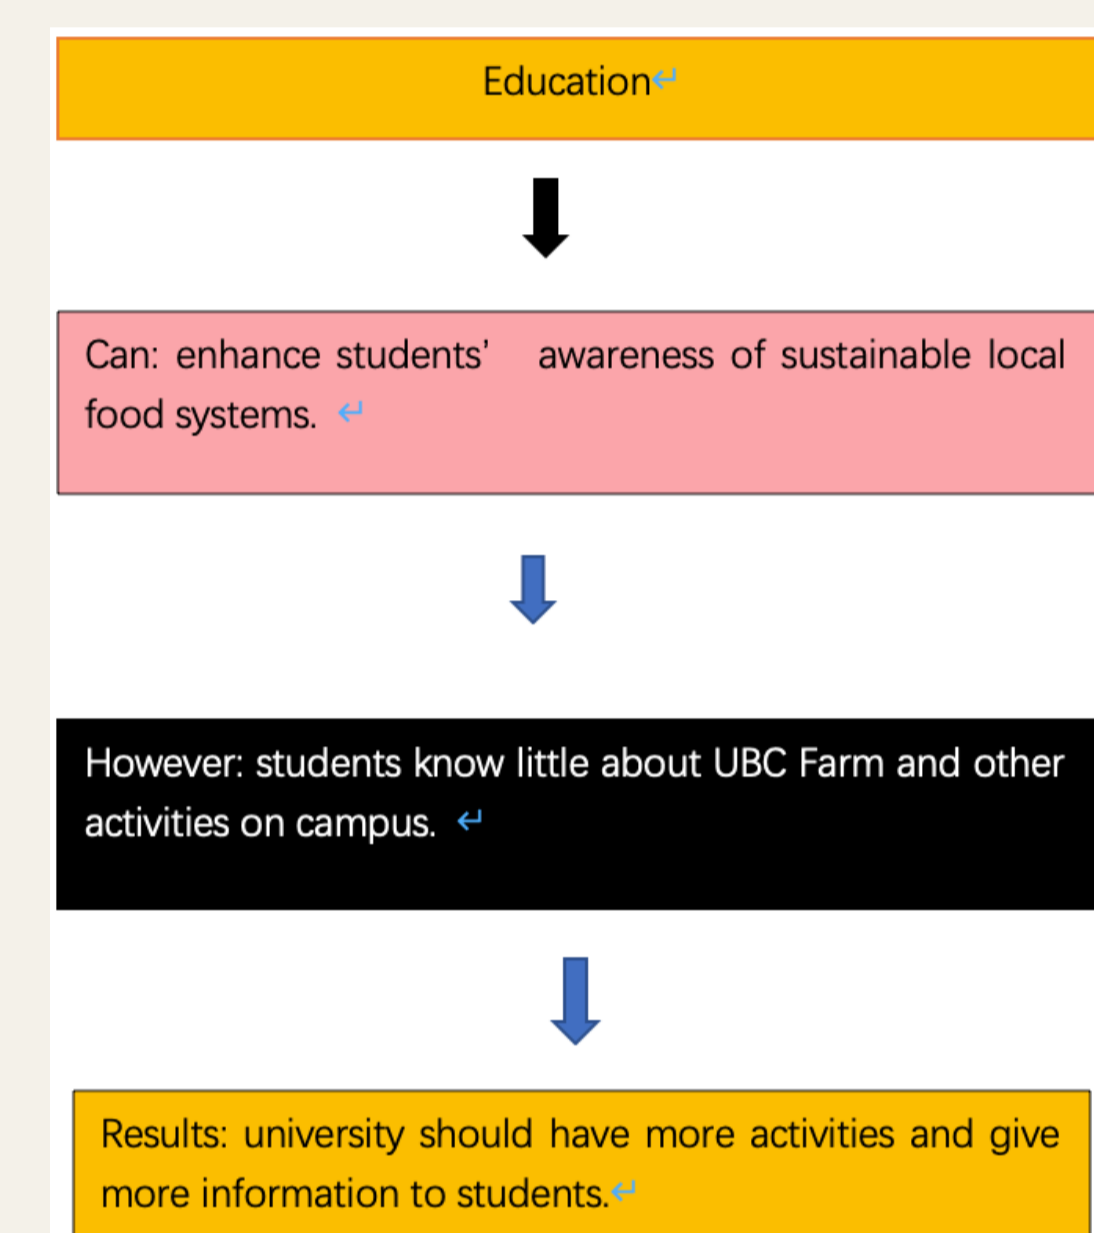 Education
Can: enhance students’ awareness of sustainable local
food systems.
However: students know little about UBC Farm and other
activities on campus.
Results: university should have more activities and give
more information to students.